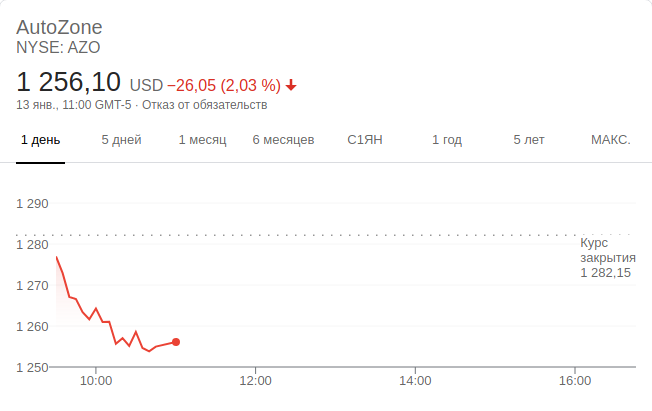 AutoZone
NYSE: AZO
1 256,10 USD −26,05 (2,03 %)
13 янв., 11:00 GMT-5 · Отказ от обязательств
1 день 5 дней 1 месяц 6 месяцев С1ЯН 1 год 5 лет МАКС.
1 290
1 280
1 270
1 260
1 250
Курс
закрытия
1 282,15
10:00 12:00 14:00 16:00